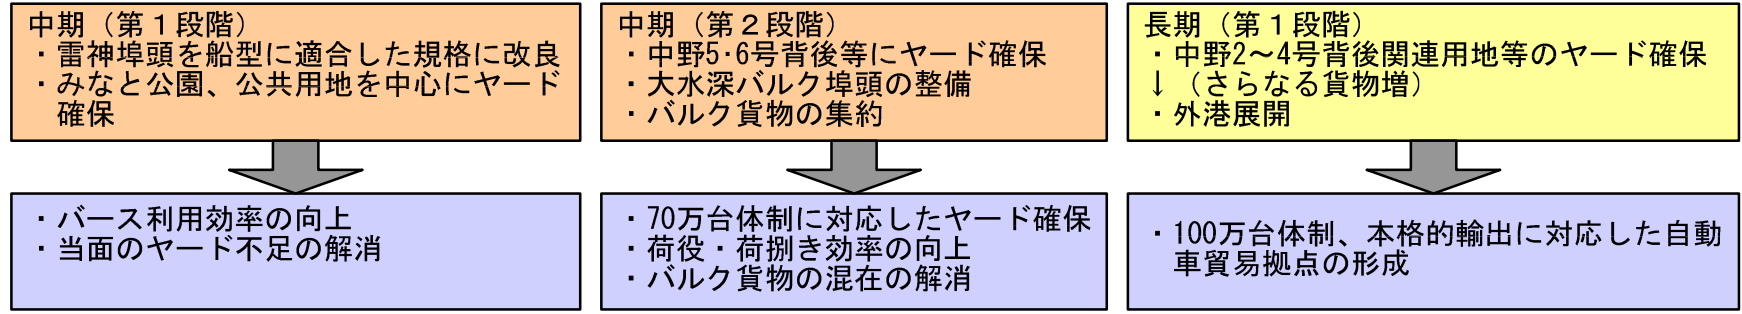 中期（第１段階）
・雷神埠頭を船型に適合した規格に改良
・みなと公園、公共用地を中心にヤード
確保
中期（第２段階）
・中野5･6号背後等にヤード確保
・大水深バルク埠頭の整備
・バルク貨物の集約
長期（第１段階）
・中野2～4号背後関連用地等のヤード確保
↓（さらなる貨物増）
・外港展開
・バース利用効率の向上
・当面のヤード不足の解消
・70万台体制に対応したヤード確保
・荷役・荷捌き効率の向上
・バルク貨物の混在の解消
・100万台体制、本格的輸出に対応した自動
車貿易拠点の形成